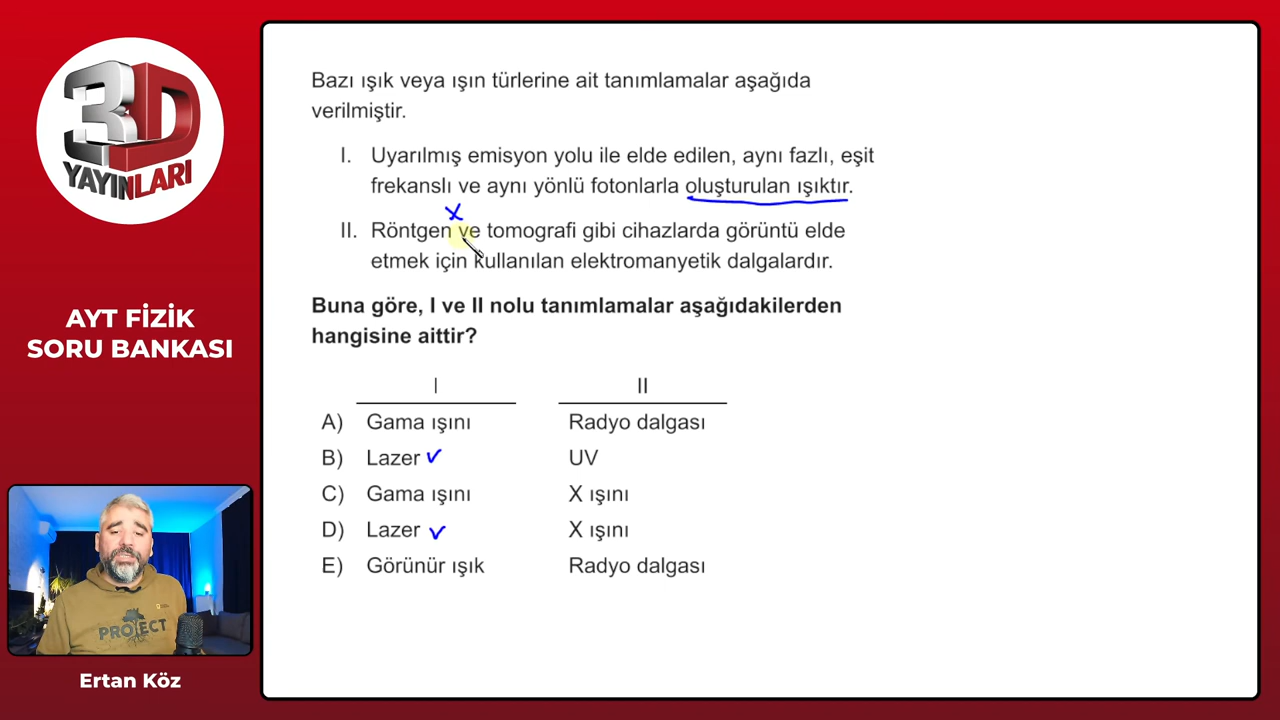 3D
YAYINLARI
AYT FİZİK
SORU BANKASI
PROJECT
Ertan Köz
Bazı ışık veya ışın türlerine ait tanımlamalar aşağıda
verilmiştir.
I. Uyarılmış emisyon yolu ile elde edilen, aynı fazlı, eşit
frekanslı ve aynı yönlü fotonlarla oluşturulan ışıktır.
x
II. Röntgen ve tomografi gibi cihazlarda görüntü elde
etmek için kullanılan elektromanyetik dalgalardır.
Buna göre, I ve II nolu tanımlamalar aşağıdakilerden
hangisine aittir?
I II
A) Gama ışını Radyo dalgası
B) Lazer ✓ UV
C) Gama ışını X ışını
D) Lazer ✓ X ışını
E) Görünür ışık Radyo dalgası